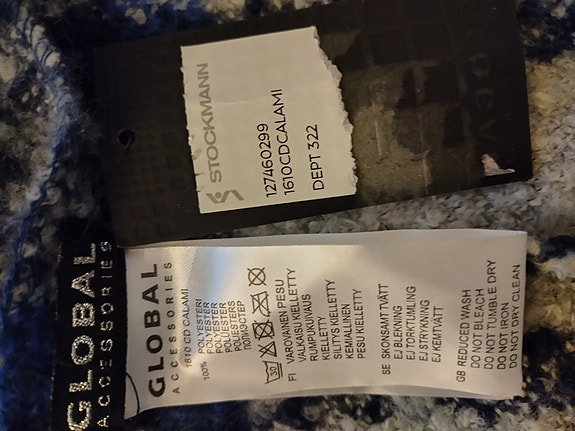 STOCKMANN
127460299
1610CDCALAMI
DEPT 322
GLOBAL
ACCESSORIES
GLOBAL
ACCESSORIES
1610 CD CALAMI
100% POLYESTERI
POLYESTER
POLYESTER
POLYESTER
POLIESTERS
ПОЛИЭСТЕР
30
FI VAROVAINEN PESU
VALKAISU KIELLETTY
RUMPUKUIVAUS
KIELLETTY
SILITYS KIELLETTY
KEMIALLINEN
PESU KIELLETTY
SE SKONSAMT TVÄTT
EJ BLEKNING
EJ TORKTUMLING
EJ STRYKNING
EJ KEMTVÄTT
GB REDUCED WASH
DO NOT BLEACH
DO NOT TUMBLE DRY
DO NOT IRON
DO NOT DRY CLEAN